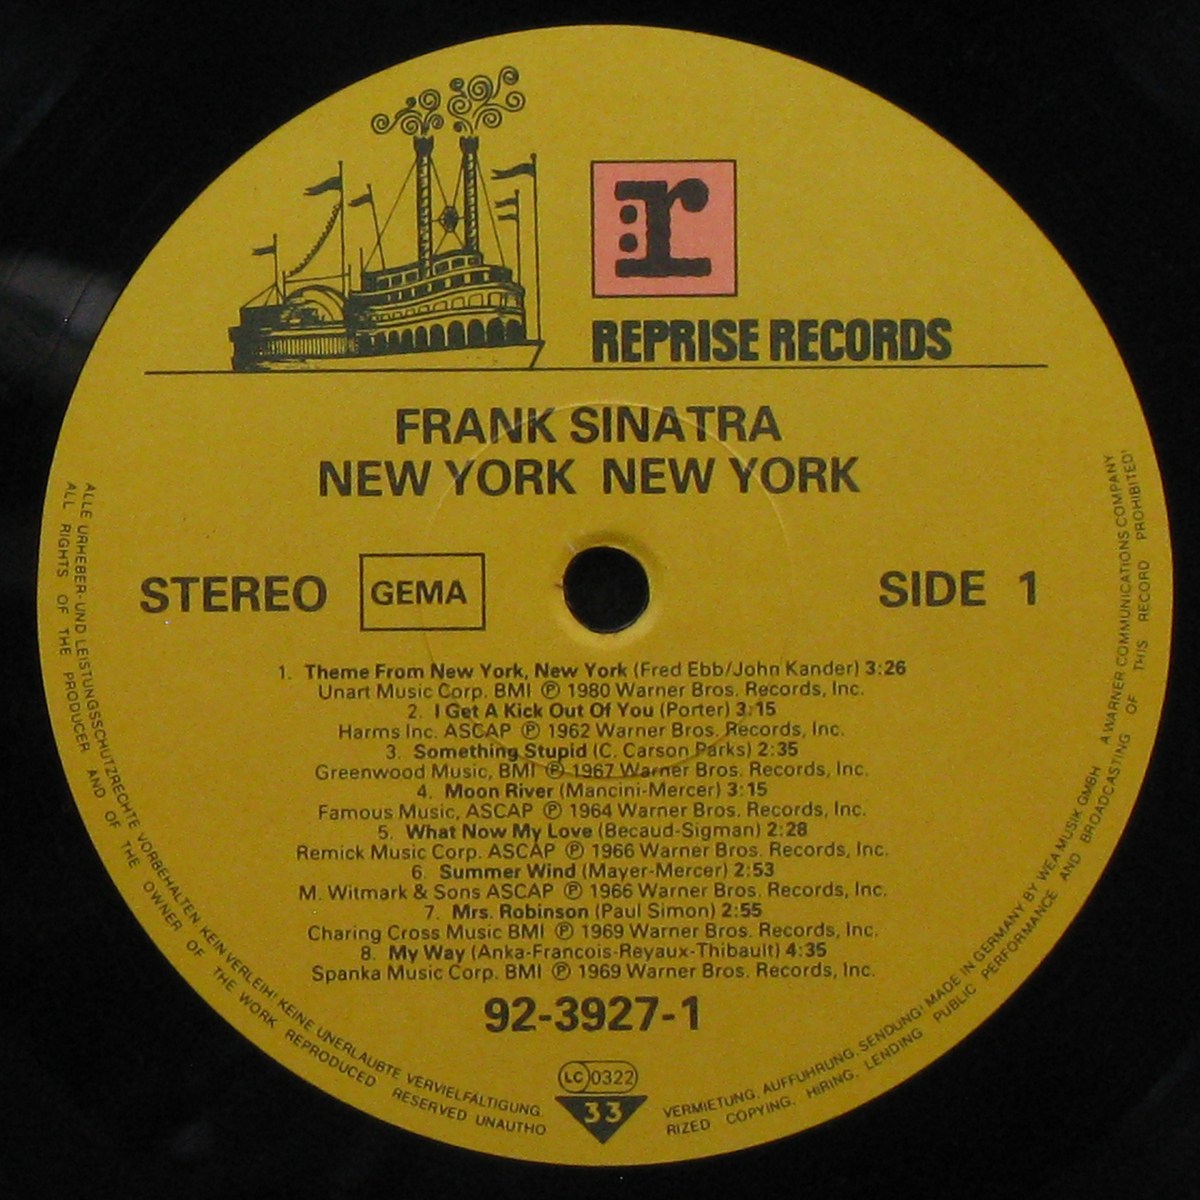 r:
REPRISE RECORDS
FRANK SINATRA
NEW YORK NEW YORK
STEREO GEMA SIDE 1
1. Theme From New York, New York (Fred Ebb/John Kander) 3:26
Unart Music Corp. BMI Ⓟ 1980 Warner Bros. Records, Inc.
2. I Get A Kick Out Of You (Porter) 3:15
Harms Inc. ASCAP Ⓟ 1962 Warner Bros. Records, Inc.
3. Something Stupid (C. Carson Parks) 2:35
Greenwood Music, BMI Ⓟ 1967 Warner Bros. Records, Inc.
4. Moon River (Mancini-Mercer) 3:15
Famous Music, ASCAP Ⓟ 1964 Warner Bros. Records, Inc.
5. What Now My Love (Becaud-Sigman) 2:28
Remick Music Corp. ASCAP Ⓟ 1966 Warner Bros. Records, Inc.
6. Summer Wind (Mayer-Mercer) 2:53
M. Witmark & Sons ASCAP Ⓟ 1966 Warner Bros. Records, Inc.
7. Mrs. Robinson (Paul Simon) 2:55
Charing Cross Music BMI Ⓟ 1969 Warner Bros. Records, Inc.
8. My Way (Anka-Francois-Reyaux-Thibault) 4:35
Spanka Music Corp. BMI Ⓟ 1969 Warner Bros. Records, Inc.
92-3927-1
LC 0322
33
ALLE URHEBER-UND LEISTUNGSSCHUTZRECHTE VORBEHALTEN KEIN VERLEIH! KEINE UNERLAUBTE VERVIELFÄLTIGUNG, VERMIETUNG, AUFFÜHRUNG, SENDUNG! MADE IN GERMANY BY WEA MUSIK GMBH A WARNER COMMUNICATIONS COMPANY
ALL RIGHTS OF THE PRODUCER AND OF THE OWNER OF THE WORK REPRODUCED RESERVED UNAUTHORIZED COPYING, HIRING, LENDING PUBLIC PERFORMANCE AND BROADCASTING OF THIS RECORD PROHIBITED!